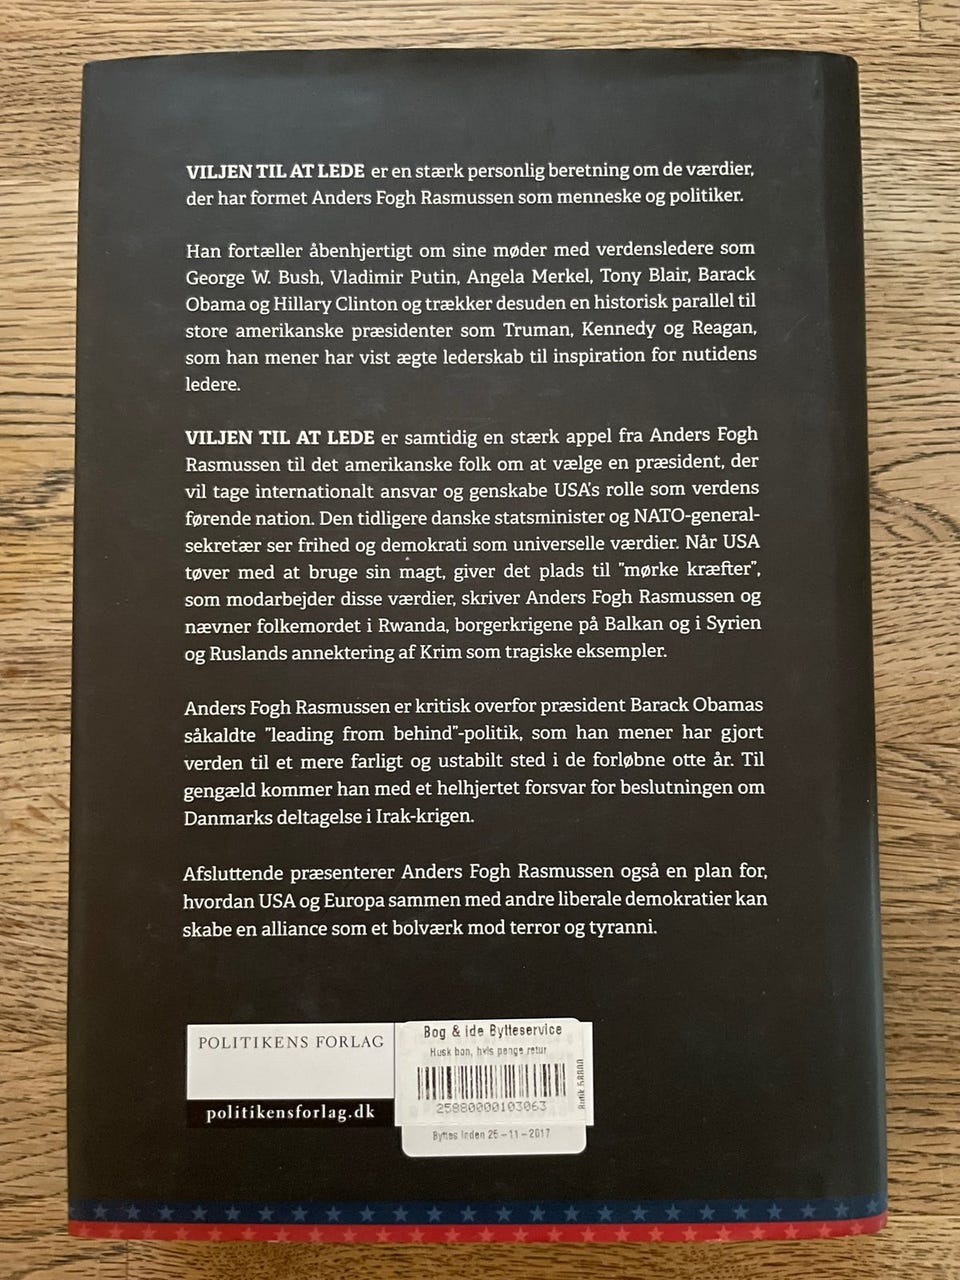 VILJEN TIL AT LEDE er en stærk personlig beretning om de værdier,
der har formet Anders Fogh Rasmussen som menneske og politiker.
Han fortæller åbenhjertigt om sine møder med verdensledere som
George W. Bush, Vladimir Putin, Angela Merkel, Tony Blair, Barack
Obama og Hillary Clinton og trækker desuden en historisk parallel til
store amerikanske præsidenter som Truman, Kennedy og Reagan,
som han mener har vist ægte lederskab til inspiration for nutidens
ledere.
VILJEN TIL AT LEDE er samtidig en stærk appel fra Anders Fogh
Rasmussen til det amerikanske folk om at vælge en præsident, der
vil tage internationalt ansvar og genskabe USA's rolle som verdens
førende nation. Den tidligere danske statsminister og NATO-general-
sekretær ser frihed og demokrati som universelle værdier. Når USA
tøver med at bruge sin magt, giver det plads til "mørke kræfter",
som modarbejder disse værdier, skriver Anders Fogh Rasmussen og
nævner folkemordet i Rwanda, borgerkrigene på Balkan og i Syrien
og Ruslands annektering af Krim som tragiske eksempler.
Anders Fogh Rasmussen er kritisk overfor præsident Barack Obamas
såkaldte "leading from behind"-politik, som han mener har gjort
verden til et mere farligt og ustabilt sted i de forløbne otte år. Til
gengæld kommer han med et helhjertet forsvar for beslutningen om
Danmarks deltagelse i Irak-krigen.
Afsluttende præsenterer Anders Fogh Rasmussen også en plan for,
hvordan USA og Europa sammen med andre liberale demokratier kan
skabe en alliance som et bolværk mod terror og tyranni.
POLITIKENS FORLAG
politikensforlag.dk
Bog & ide Bytteservice
Husk bon, hvis penge retur
25880000103063
Byttes inden 25-11-2017
Butik